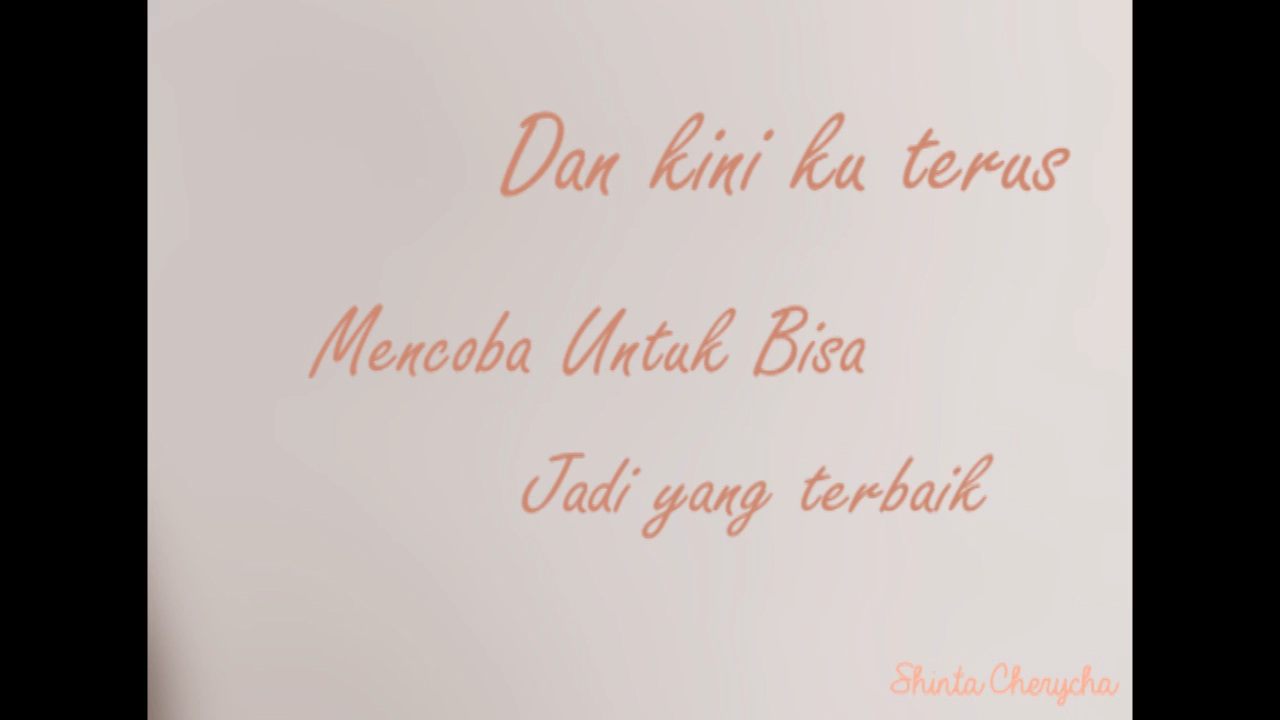 Dan kini ku terus
Mencoba Untuk Bisa
Jadi yang terbaik
Shinta Cherycha